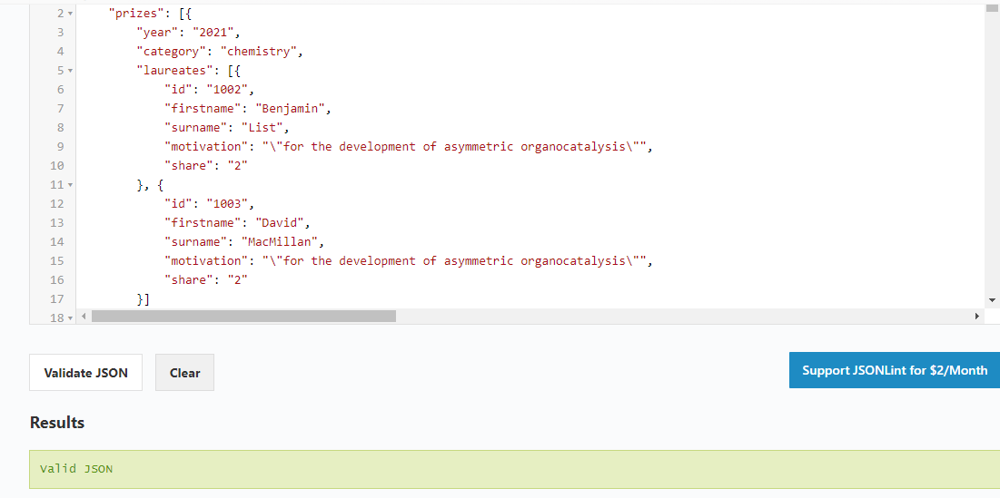 2 "prizes": [{
3 "year": "2021",
4 "category": "chemistry",
5 "laureates": [{
6 "id": "1002",
7 "firstname": "Benjamin",
8 "surname": "List",
9 "motivation": "\"for the development of asymmetric organocatalysis\"",
10 "share": "2"
11 }, {
12 "id": "1003",
13 "firstname": "David",
14 "surname": "MacMillan",
15 "motivation": "\"for the development of asymmetric organocatalysis\"",
16 "share": "2"
17 }]
18
Validate JSON Clear Support JSONLint for $2/Month
Results
Valid JSON